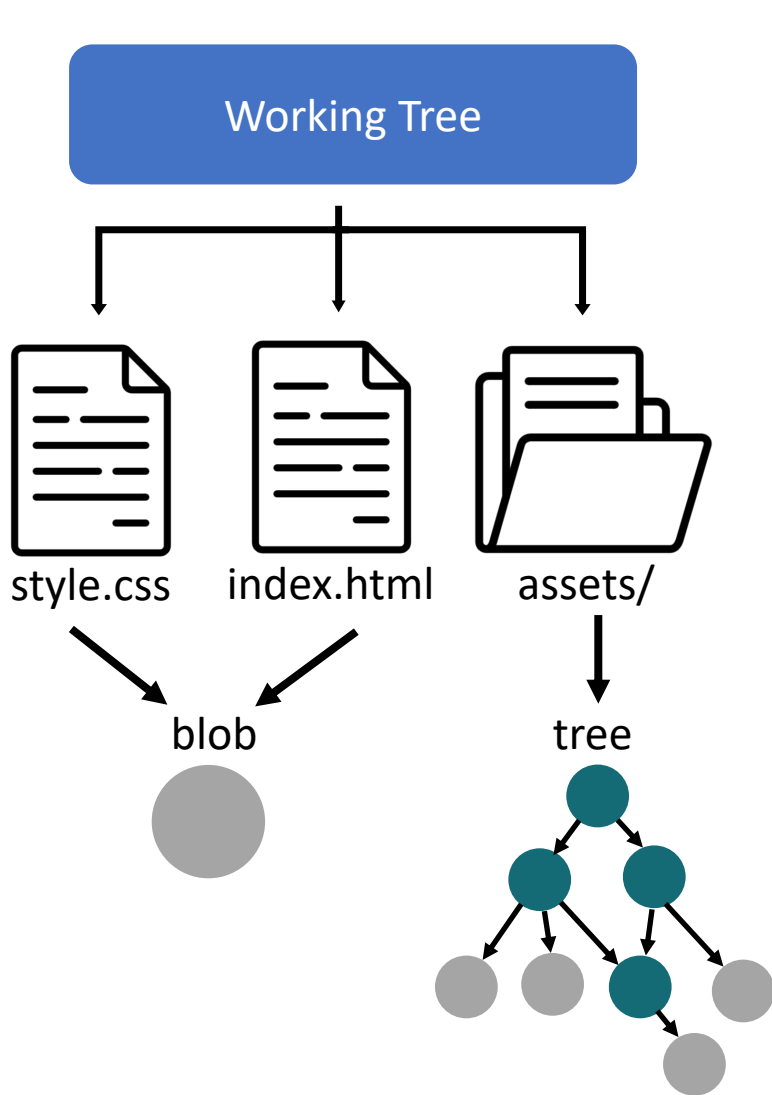 Working Tree
style.css
index.html
assets/
blob
tree